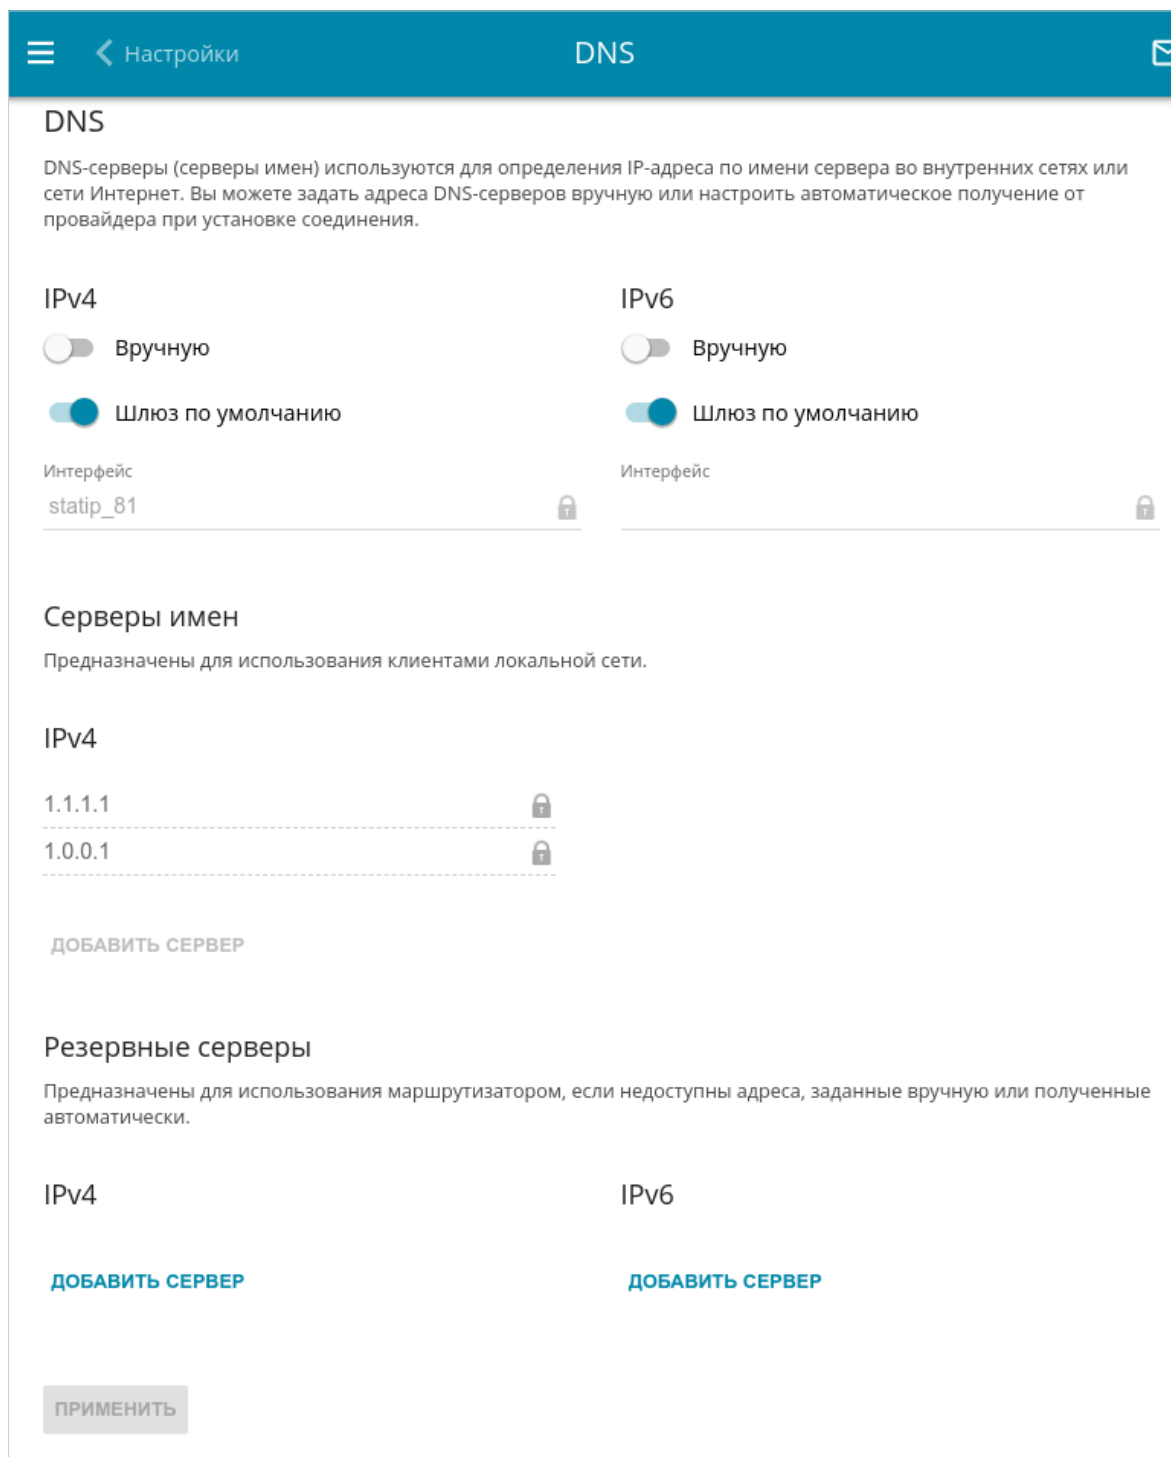 Настройки
DNS
DNS
DNS-серверы (серверы имен) используются для определения IP-адреса по имени сервера во внутренних сетях или
сети Интернет. Вы можете задать адреса DNS-серверов вручную или настроить автоматическое получение от
провайдера при установке соединения.
IPv4
Вручную
Шлюз по умолчанию
Интерфейс
statip_81
IPv6
Вручную
Шлюз по умолчанию
Интерфейс
Серверы имен
Предназначены для использования клиентами локальной сети.
IPv4
1.1.1.1
1.0.0.1
ДОБАВИТЬ СЕРВЕР
Резервные серверы
Предназначены для использования маршрутизатором, если недоступны адреса, заданные вручную или полученные
автоматически.
IPv4
ДОБАВИТЬ СЕРВЕР
IPv6
ДОБАВИТЬ СЕРВЕР
ПРИМЕНИТЬ